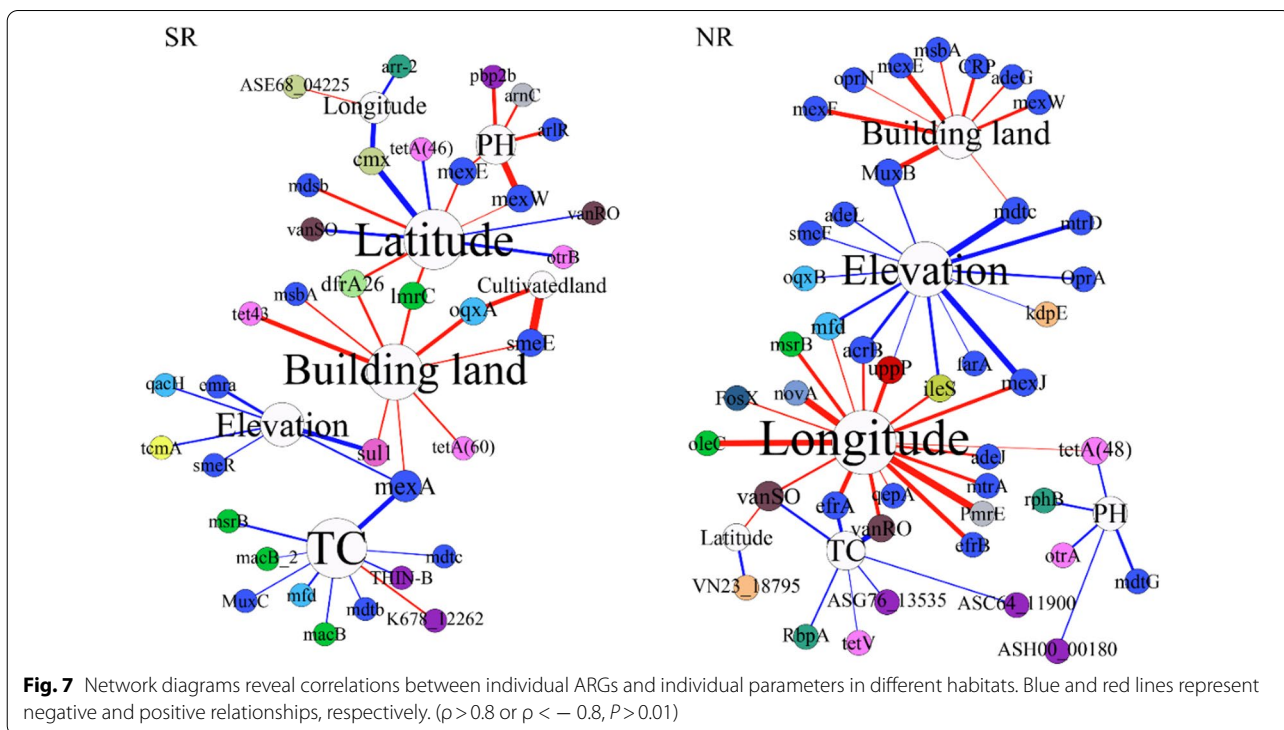 SR
NR
arr-2
ASE68_04225
Longitude
pbp2b
arnC
PH
arlR
cmx
tetA(46)
mexE
mdsb
mexW
vanSO
vanRO
Latitude
otrB
dfrA26
msbA
lmrC
Cultivatedland
tet43
oqxA
smeE
Building land
qacH
emra
Elevation
tcmA
smeR
sul1
tetA(60)
mexA
msrB
macB_2
TC
mdtc
THIN-B
MuxC
mfd
mdtb
macB
K678_12262
msbA
mexE
CRP
oprN
adeG
mexF
mexW
Building land
MuxB
mdtc
adeL
mtrD
smeF
Elevation
oqxB
OprA
kdpE
mfd
msrB
acrB
uppP
farA
ileS
mexJ
FosX
novA
Longitude
oleC
tetA(48)
adeJ
vanSO
qepA
mtrA
efrA
PmrE
rphB
PH
vanRO
Latitude
TC
efrB
otrA
mdtG
VN23_18795
ASG76_13535
ASC64_11900
RbpA
tetV
ASH00_00180
Fig. 7 Network diagrams reveal correlations between individual ARGs and individual parameters in different habitats. Blue and red lines represent
negative and positive relationships, respectively. (ρ > 0.8 or ρ < − 0.8, P > 0.01)